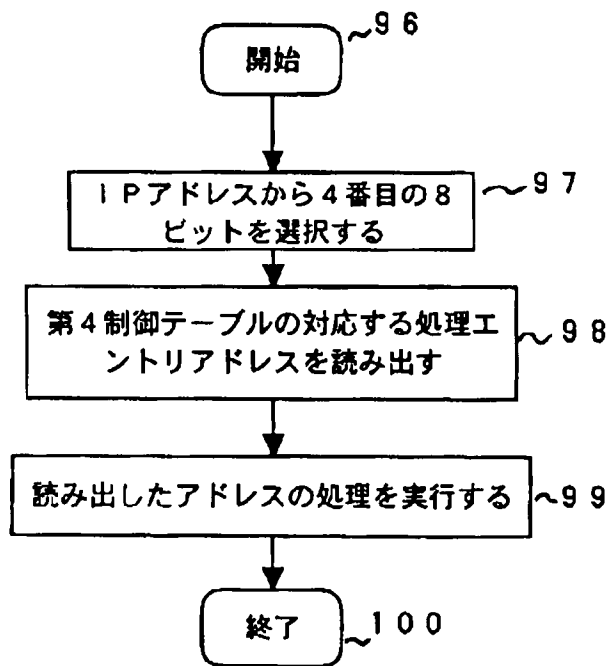 ９６
開始
ＩＰアドレスから４番目の８
ビットを選択する
９７
第４制御テーブルの対応する処理エ
ントリアドレスを読み出す
９８
読み出したアドレスの処理を実行する
９９
終了
１００